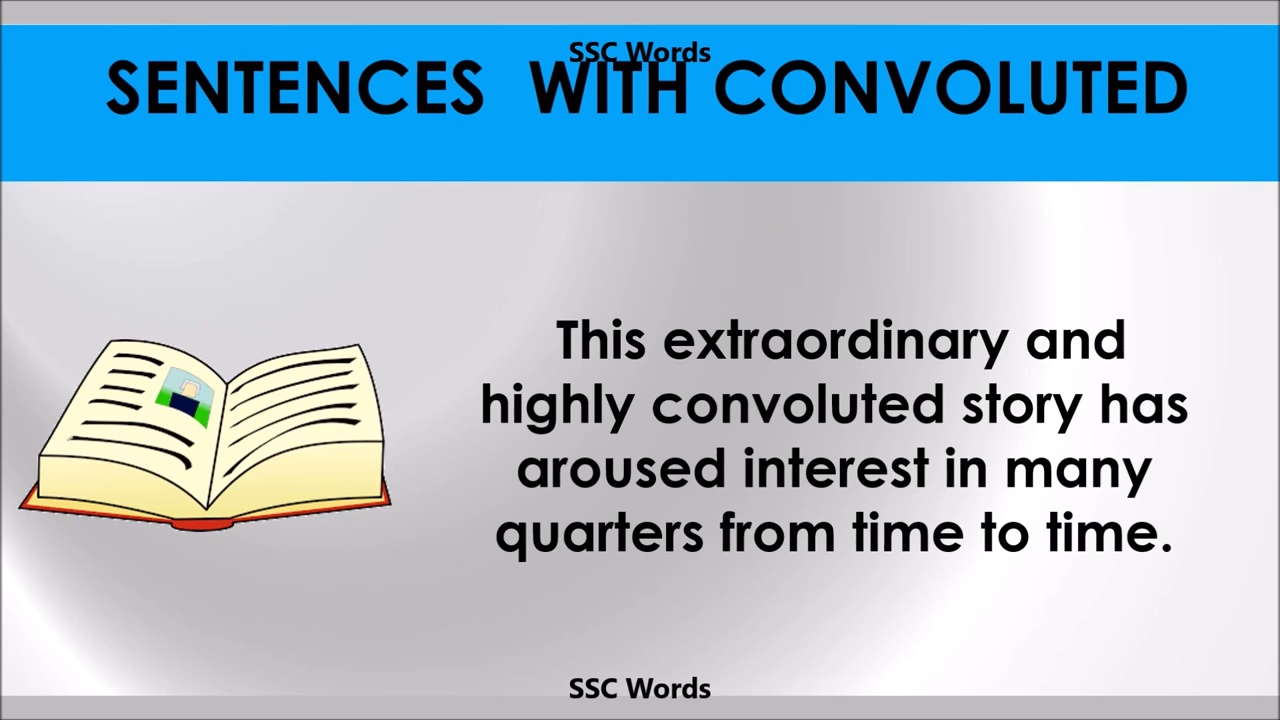 SSC Words
SENTENCES WITH CONVOLUTED
This extraordinary and
highly convoluted story has
aroused interest in many
quarters from time to time.
SSC Words